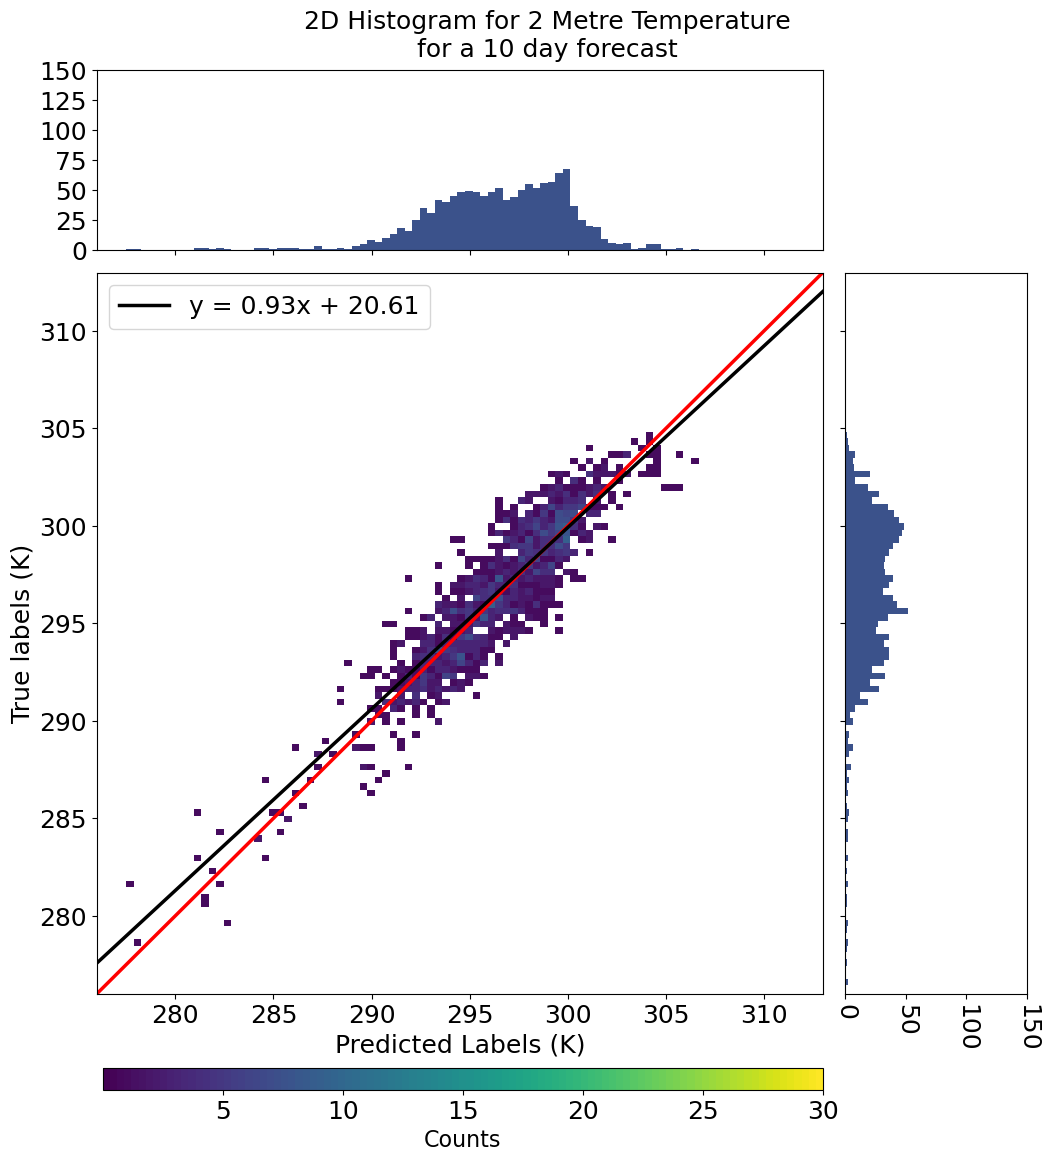 2D Histogram for 2 Metre Temperature
for a 10 day forecast
150
125
100
75
50
25
0
y = 0.93x + 20.61
310
305
300
295
290
285
280
True labels (K)
280 285 290 295 300 305 310
Predicted Labels (K)
0 50 100 150
5 10 15 20 25 30
Counts